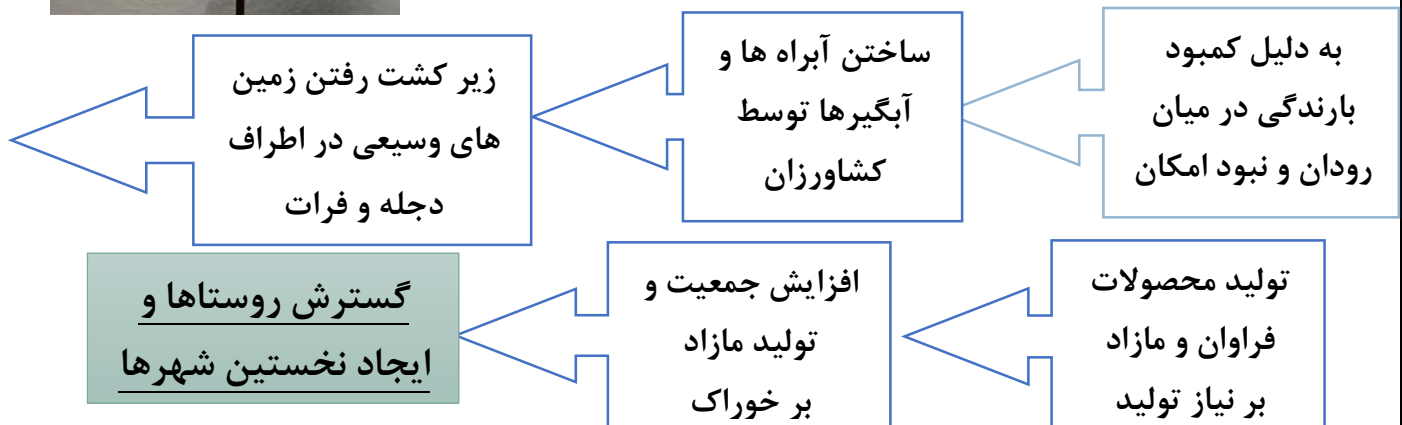 به دلیل کمبود
بارندگی در میان
رودان و نبود امکان
ساختن آبراه ها و
آبگیرها توسط
کشاورزان
زیر کشت رفتن زمین
های وسیعی در اطراف
دجله و فرات
تولید محصولات
فراوان و مازاد
بر نیاز تولید
افزایش جمعیت و
تولید مازاد
بر خوراک
گسترش روستاها و
ایجاد نخستین شهرها